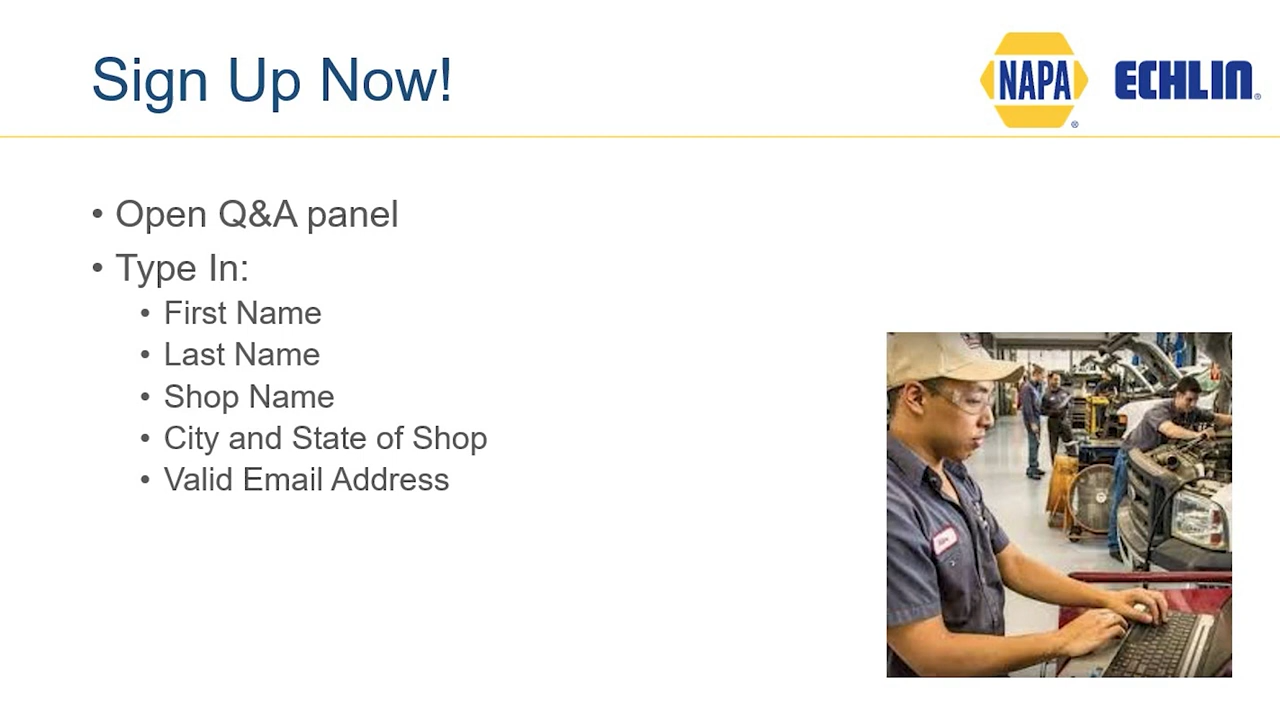 Sign Up Now!
NAPA
®
ECHLIN®
• Open Q&A panel
• Type In:
• First Name
• Last Name
• Shop Name
• City and State of Shop
• Valid Email Address